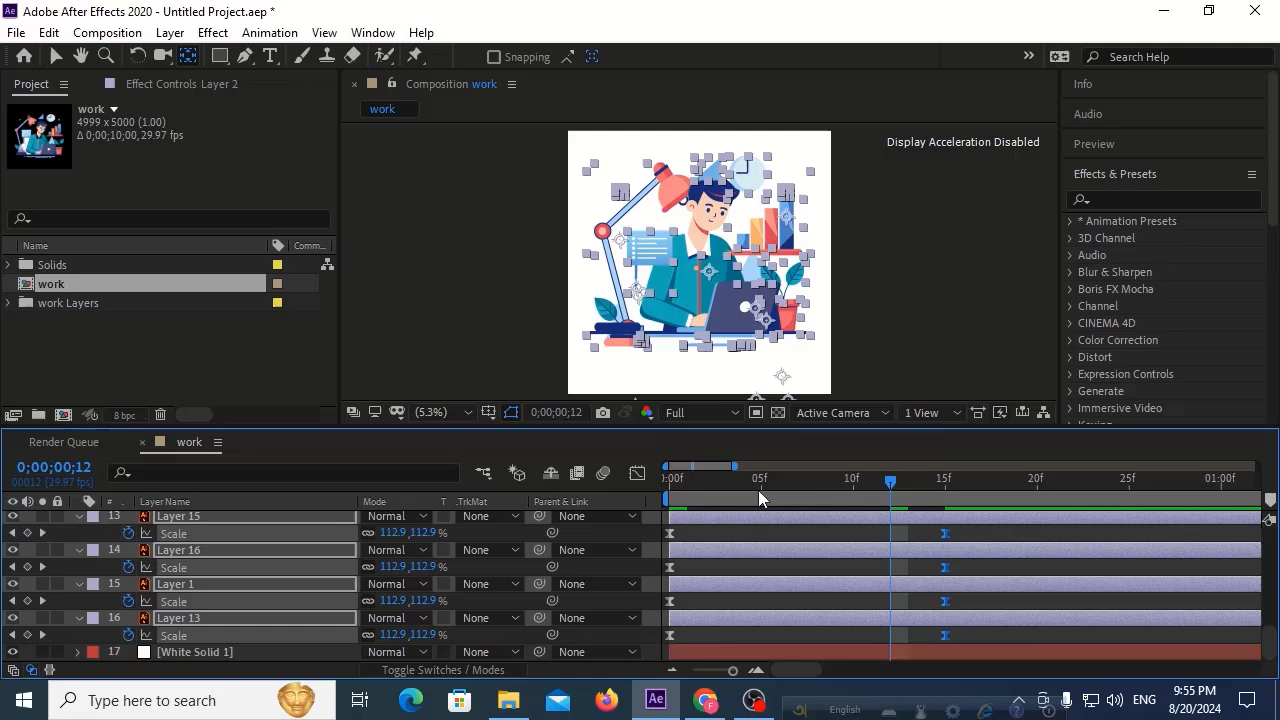 Adobe After Effects 2020 - Untitled Project.aep *
File Edit Composition Layer Effect Animation View Window Help
Snapping
Search Help
Project
Effect Controls Layer 2
Composition work
Info
work
4999 x 5000 (1.00)
Δ 0;00;10;00, 29.97 fps
work
Audio
Display Acceleration Disabled
Preview
Effects & Presets
* Animation Presets
3D Channel
Audio
Blur & Sharpen
Boris FX Mocha
Channel
CINEMA 4D
Color Correction
Distort
Expression Controls
Generate
Immersive Video
Name Comm...
Solids
work
work Layers
8 bpc
(5.3%) 0;00;00;12 Full Active Camera 1 View
Render Queue work
0;00;00;12
00012 (29.97 fps)
:00f 05f 10f 15f 20f 01:00f
# Layer Name Mode T .TrkMat Parent & Link
13 Layer 15 Normal None None
Scale 112.9,112.9%
14 Layer 16 Normal None None
Scale 112.9,112.9%
15 Layer 1 Normal None None
Scale 112.9,112.9%
16 Layer 13 Normal None None
Scale 112.9,112.9%
17 [White Solid 1] Normal None None
Toggle Switches / Modes
Type here to search
English
ENG
9:55 PM
8/20/2024